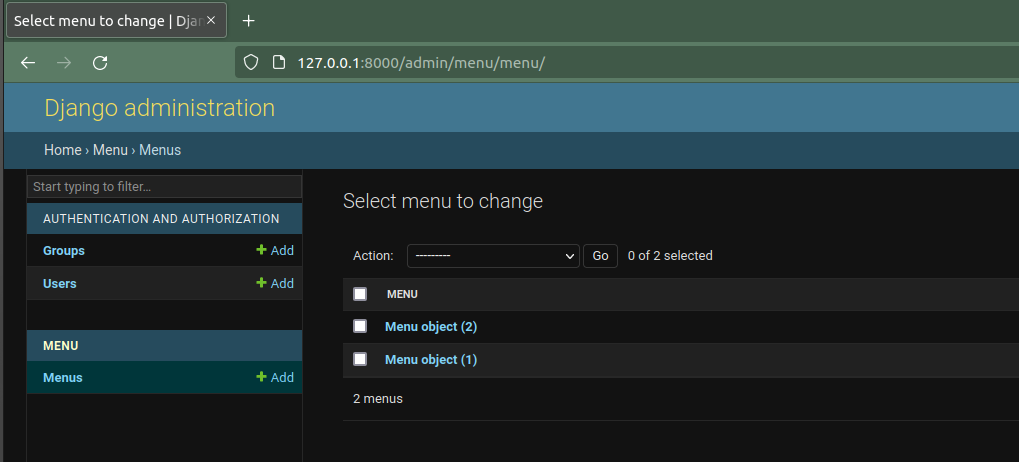 Select menu to change | Djan
127.0.0.1:8000/admin/menu/menu/
Django administration
Home › Menu › Menus
Start typing to filter...
AUTHENTICATION AND AUTHORIZATION
Groups + Add
Users + Add
MENU
Menus + Add
Select menu to change
Action: --------- Go 0 of 2 selected
MENU
Menu object (2)
Menu object (1)
2 menus